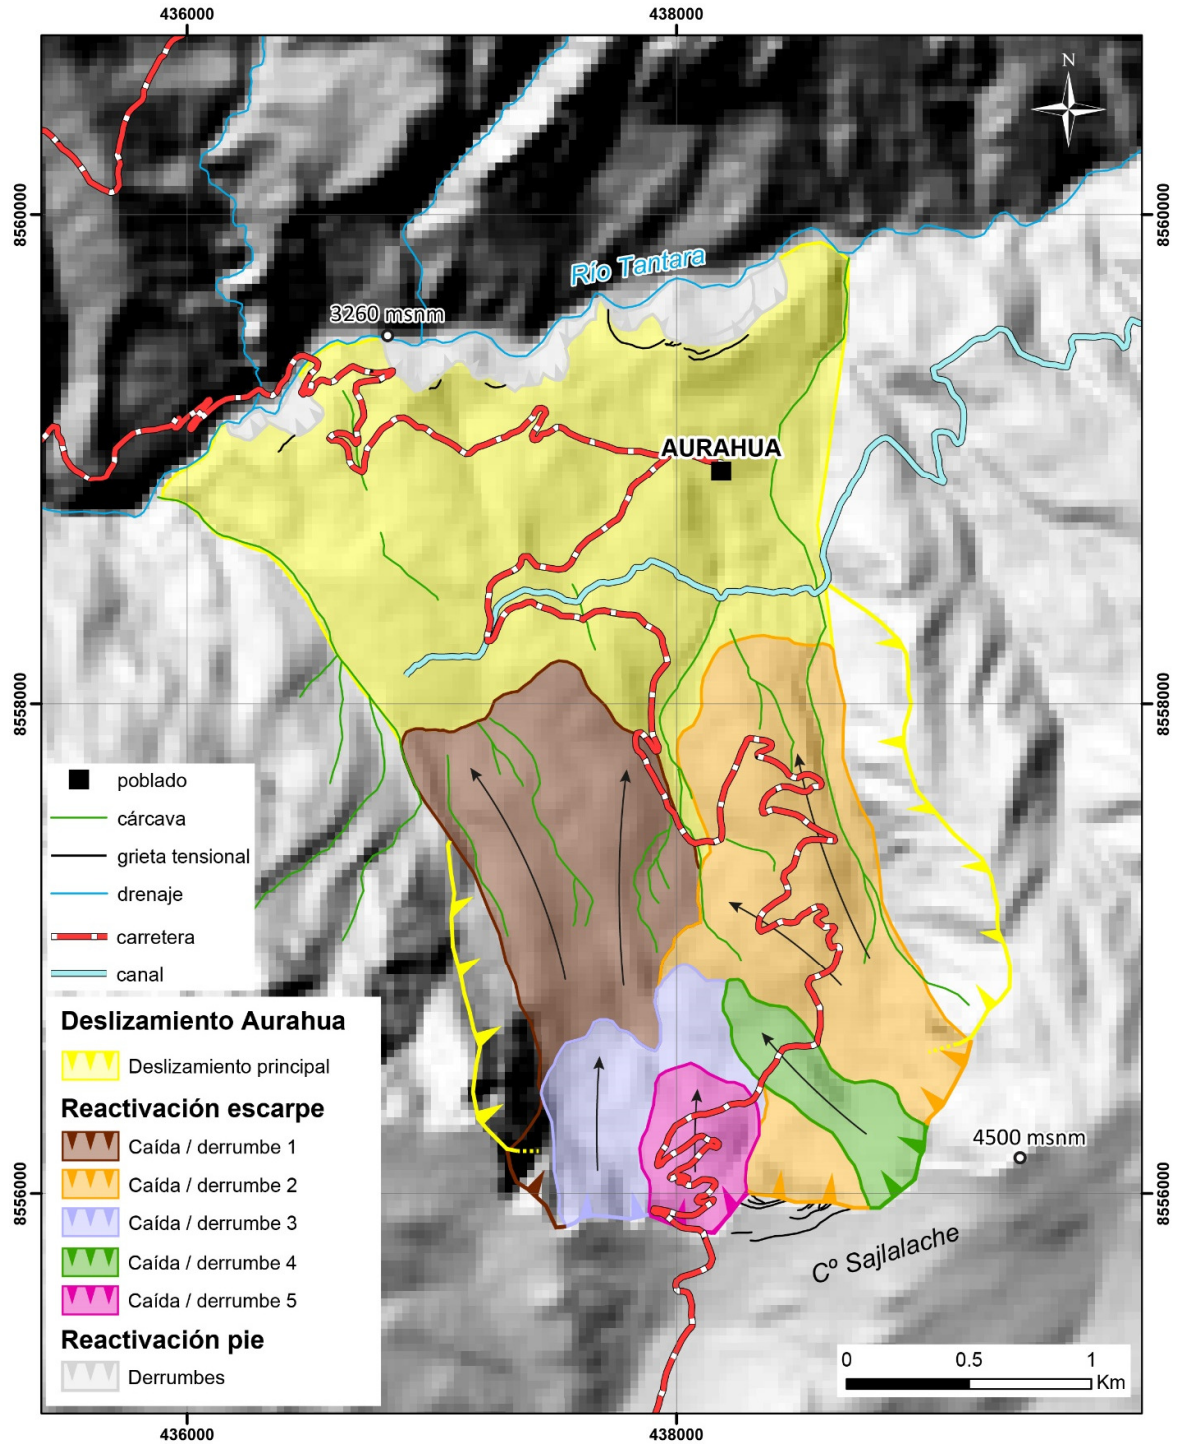 436000
438000
N
8560000
8560000
Río Tantara
3260 msnm
AURAHUA
8558000
8558000
poblado
cárcava
grieta tensional
drenaje
carretera
canal
Deslizamiento Aurahua
Deslizamiento principal
Reactivación escarpe
Caída / derrumbe 1
Caída / derrumbe 2
Caída / derrumbe 3
Caída / derrumbe 4
Caída / derrumbe 5
Reactivación pie
Derrumbes
4500 msnm
8556000
8556000
Cº Sajlalache
0 0.5 1
Km
436000
438000